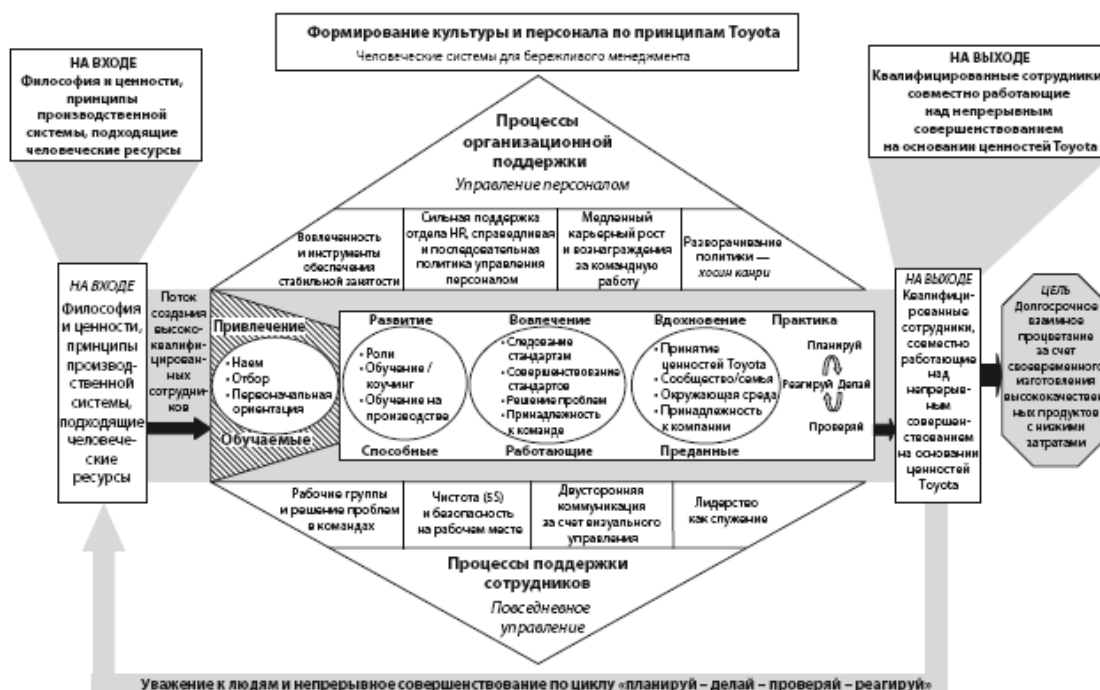 Формирование культуры и персонала по принципам Toyota
Человеческие системы для бережливого менеджмента
НА ВХОДЕ
Философия и ценности,
принципы
производственной
системы, подходящие
человеческие ресурсы
НА ВЫХОДЕ
Квалифицированные сотрудники,
совместно работающие
над непрерывным
совершенствованием
на основании ценностей Toyota
Процессы
организационной
поддержки
Управление персоналом
Вовлеченность
и инструменты
обеспечения
стабильной занятости
Сильная поддержка
отдела HR, справедливая
и последовательная
политика управления
персоналом
Медленный
карьерный рост
и вознаграждения
за командную
работу
Разворачивание
политики —
хосин канри
НА ВХОДЕ
Философия
и ценности,
принципы
производ-
ственной
системы,
подходящие
человече-
ские
ресурсы
Поток
создания
высоко-
квалифи-
цирован-
ных
сотрудни-
ков
Привлечение
• Наем
• Отбор
• Первоначальная
ориентация
Обучаемые
Развитие
• Роли
• Обучение /
коучинг
• Обучение на
производстве
Способные
Вовлечение
• Следование
стандартам
• Совершенствование
стандартов
• Решение проблем
• Принадлежность
к команде
Работающие
Вдохновение
• Принятие
ценностей Toyota
• Сообщество/семья
• Окружающая среда
• Принадлежность
к компании
Преданные
Практика
Планируй
Реагируй Делай
Проверяй
НА ВЫХОДЕ
Квалифици-
рованные
сотрудники,
совместно
работающие
над
непрерыв-
ным
совершен-
ствованием
на основании
ценностей
Toyota
ЦЕЛЬ
Долгосрочное
взаимное
процветание
за счет
своевременного
изготовления
высококачествен-
ных продуктов
с низкими
затратами
Рабочие группы
и решение проблем
в командах
Чистота (5S)
и безопасность
на рабочем месте
Двусторонняя
коммуникация
за счет визуального
управления
Лидерство
как служение
Процессы поддержки
сотрудников
Повседневное
управление
Уважение к людям и непрерывное совершенствование по циклу «планируй – делай – проверяй – реагируй»